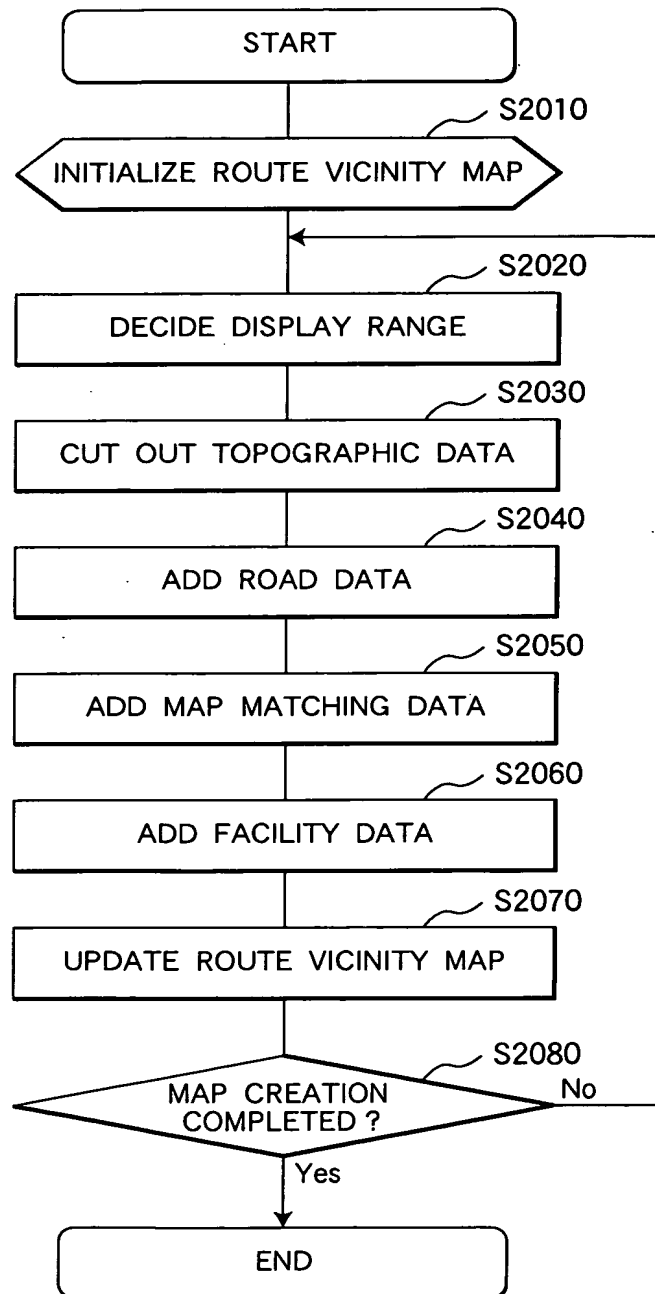 START
S2010
INITIALIZE ROUTE VICINITY MAP
S2020
DECIDE DISPLAY RANGE
S2030
CUT OUT TOPOGRAPHIC DATA
S2040
ADD ROAD DATA
S2050
ADD MAP MATCHING DATA
S2060
ADD FACILITY DATA
S2070
UPDATE ROUTE VICINITY MAP
S2080
MAP CREATION
COMPLETED ?
No
Yes
END